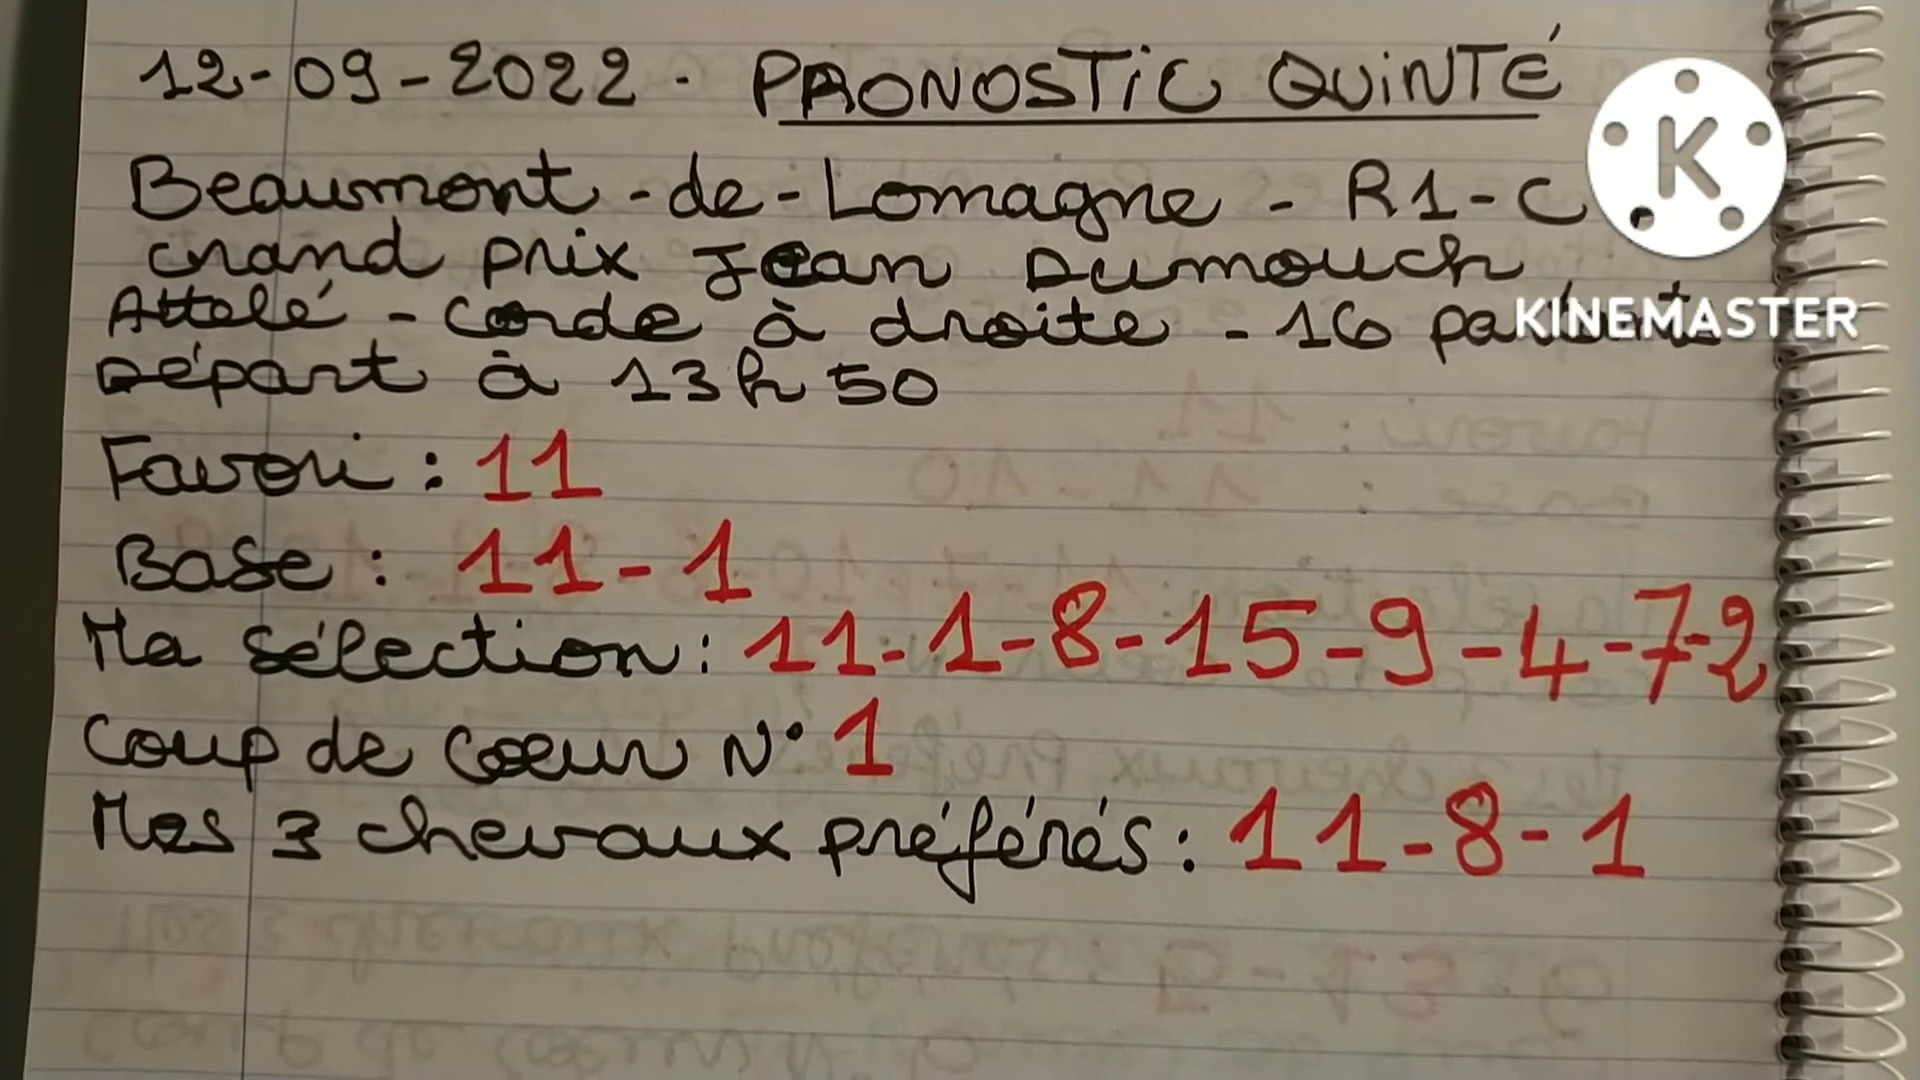 12-09-2022. PRONOSTIC QUINTÉ
Beaumont-de-Lomagne - R1-C
Grand prix Jean Dumouch
Attelé - Corde à droite - 16
Départ à 13h50
Favori : 11
Base : 11-1
Ma sélection : 11-1-8-15-9-4-7-2
Coup de cœur N° 1
Mes 3 chevaux préférés : 11-8-1
K
KINEMASTER